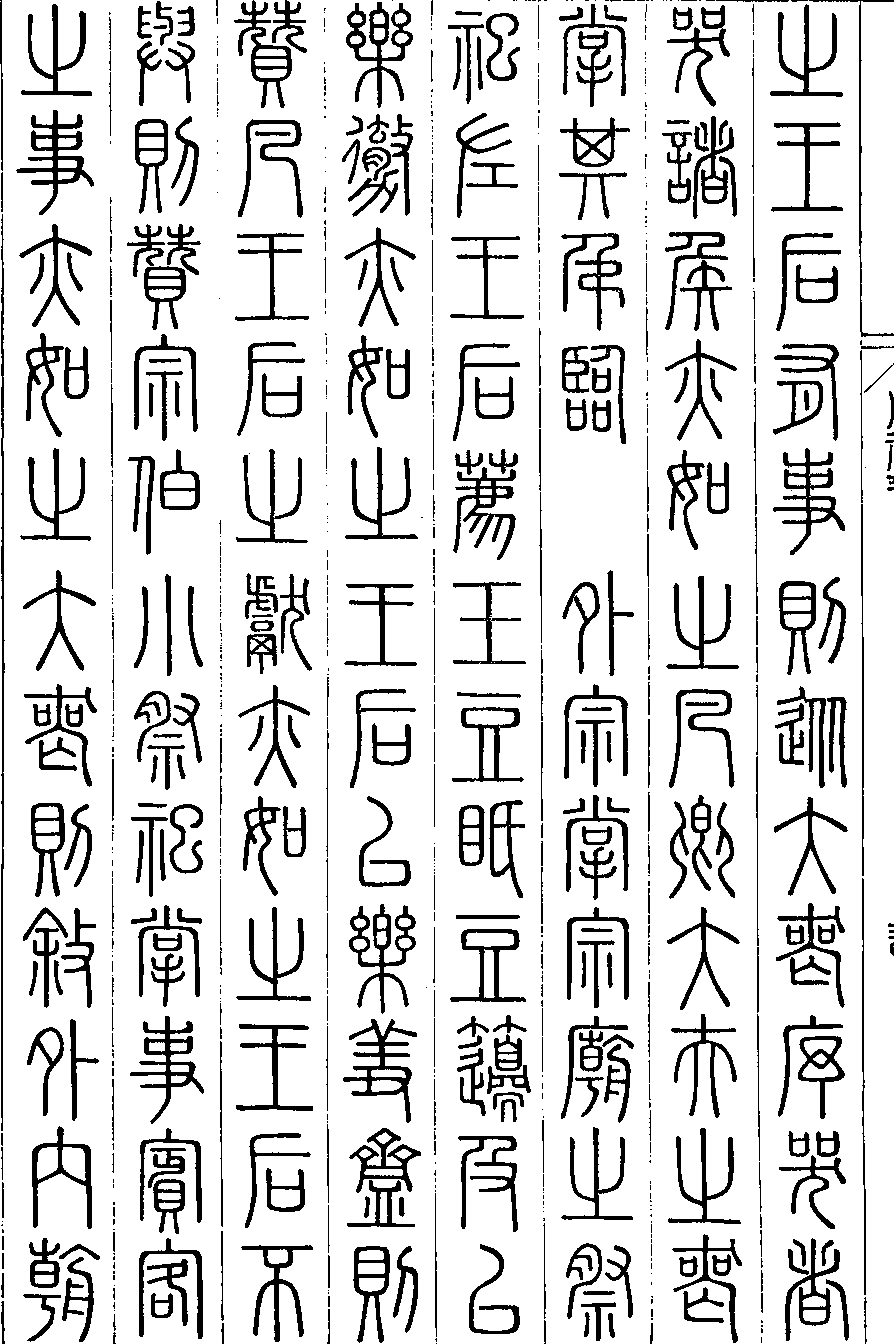 之王后有事則從大喪序哭者
哭諸侯亦如之凡卿大夫之喪
掌其弔臨　外宗掌宗廟之祭
祀左王后薦玉豆眡豆籩及以
樂徹亦如之王后以樂羞齍則
贊凡王后之獻亦如之王后不
與則贊宗伯小祭祀掌事賓客
之事亦如之大喪則敘外內朝